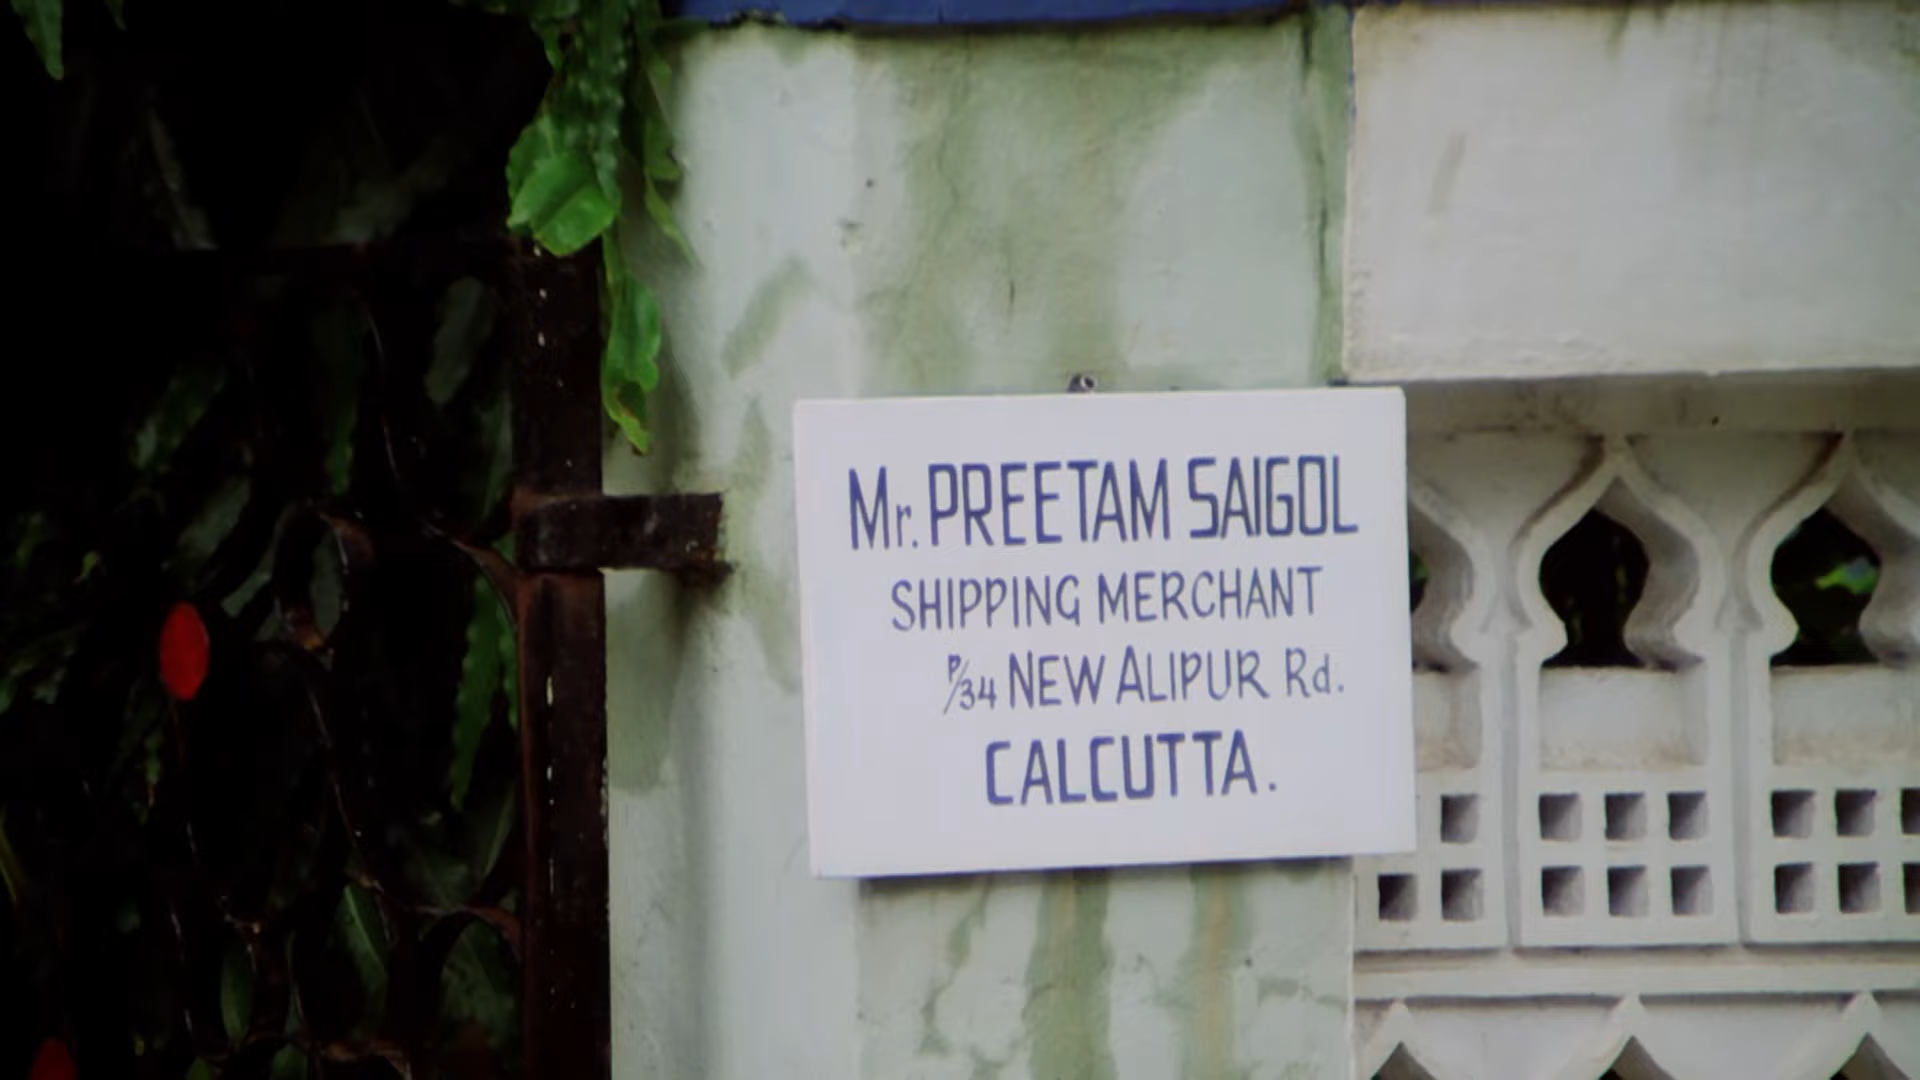 Mr. PREETAM SAIGOL
SHIPPING MERCHANT
P/34 NEW ALIPUR Rd.
CALCUTTA.